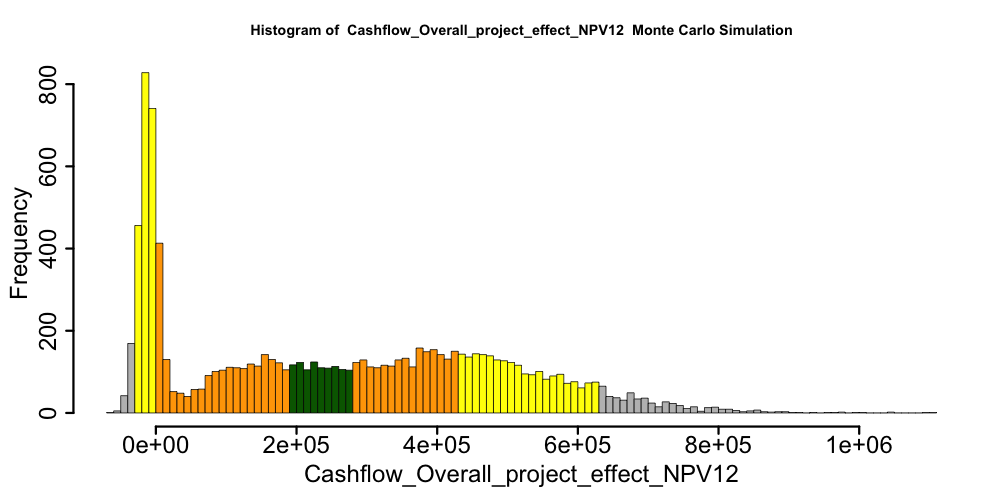 Histogram of  Cashflow_Overall_project_effect_NPV12  Monte Carlo Simulation
Frequency
800
600
400
200
0
0e+00 2e+05 4e+05 6e+05 8e+05 1e+06
Cashflow_Overall_project_effect_NPV12